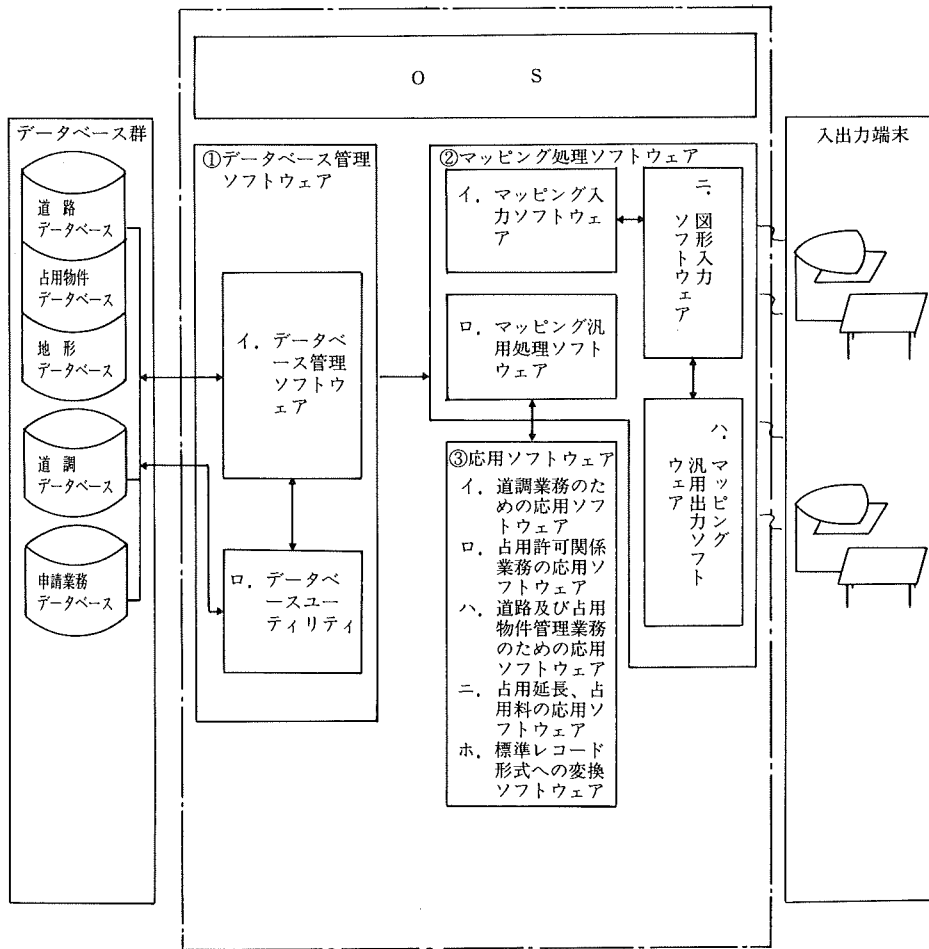 O S
データベース群
道路
データベース
占用物件
データベース
地形
データベース
道調
データベース
申請業務
データベース
①データベース管理
ソフトウェア
イ．データベ
ース管理
ソフトウ
ェア
ロ．データベ
ースユー
ティリティ
②マッピング処理ソフトウェア
イ．マッピング入
力ソフトウェア
ロ．マッピング汎
用処理ソフト
ウェア
ニ．図形入力
ソフトウェア
ハ．マッピング
汎用出力ソフト
ウェア
③応用ソフトウェア
イ．道調業務のた
めの応用ソフ
トウェア
ロ．占用許可関係
業務の応用ソ
フトウェア
ハ．道路及び占用
物件管理業務
のための応用
ソフトウェア
ニ．占用延長、占
用料の応用ソ
フトウェア
ホ．標準レコード
形式への変換
ソフトウェア
入出力端末